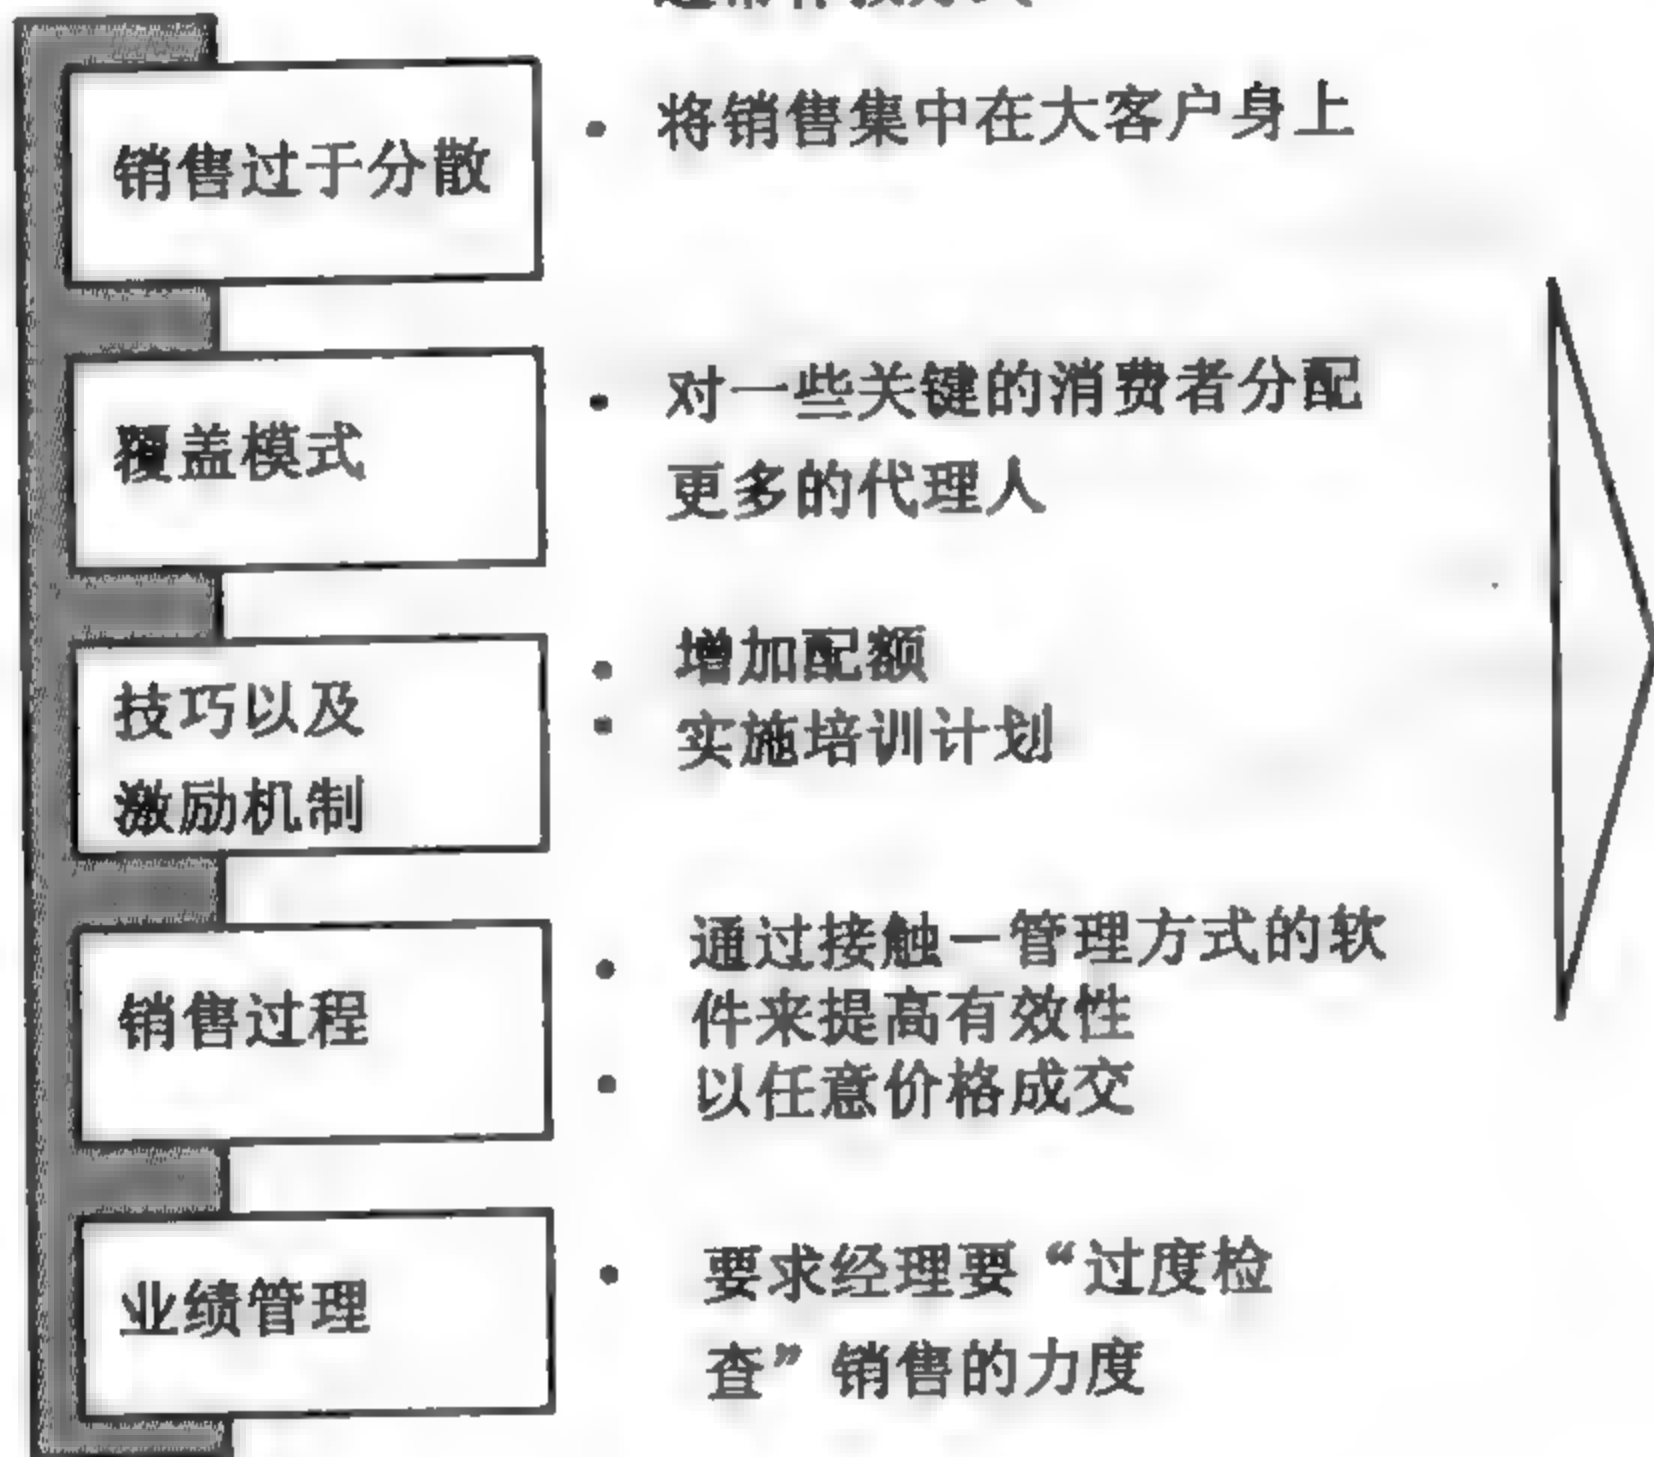 销售过于分散
• 将销售集中在大客户身上
覆盖模式
• 对一些关键的消费者分配
更多的代理人
技巧以及
激励机制
• 增加配额
• 实施培训计划
销售过程
• 通过接触—管理方式的软
件来提高有效性
• 以任意价格成交
业绩管理
• 要求经理要“过度检
查”销售的力度